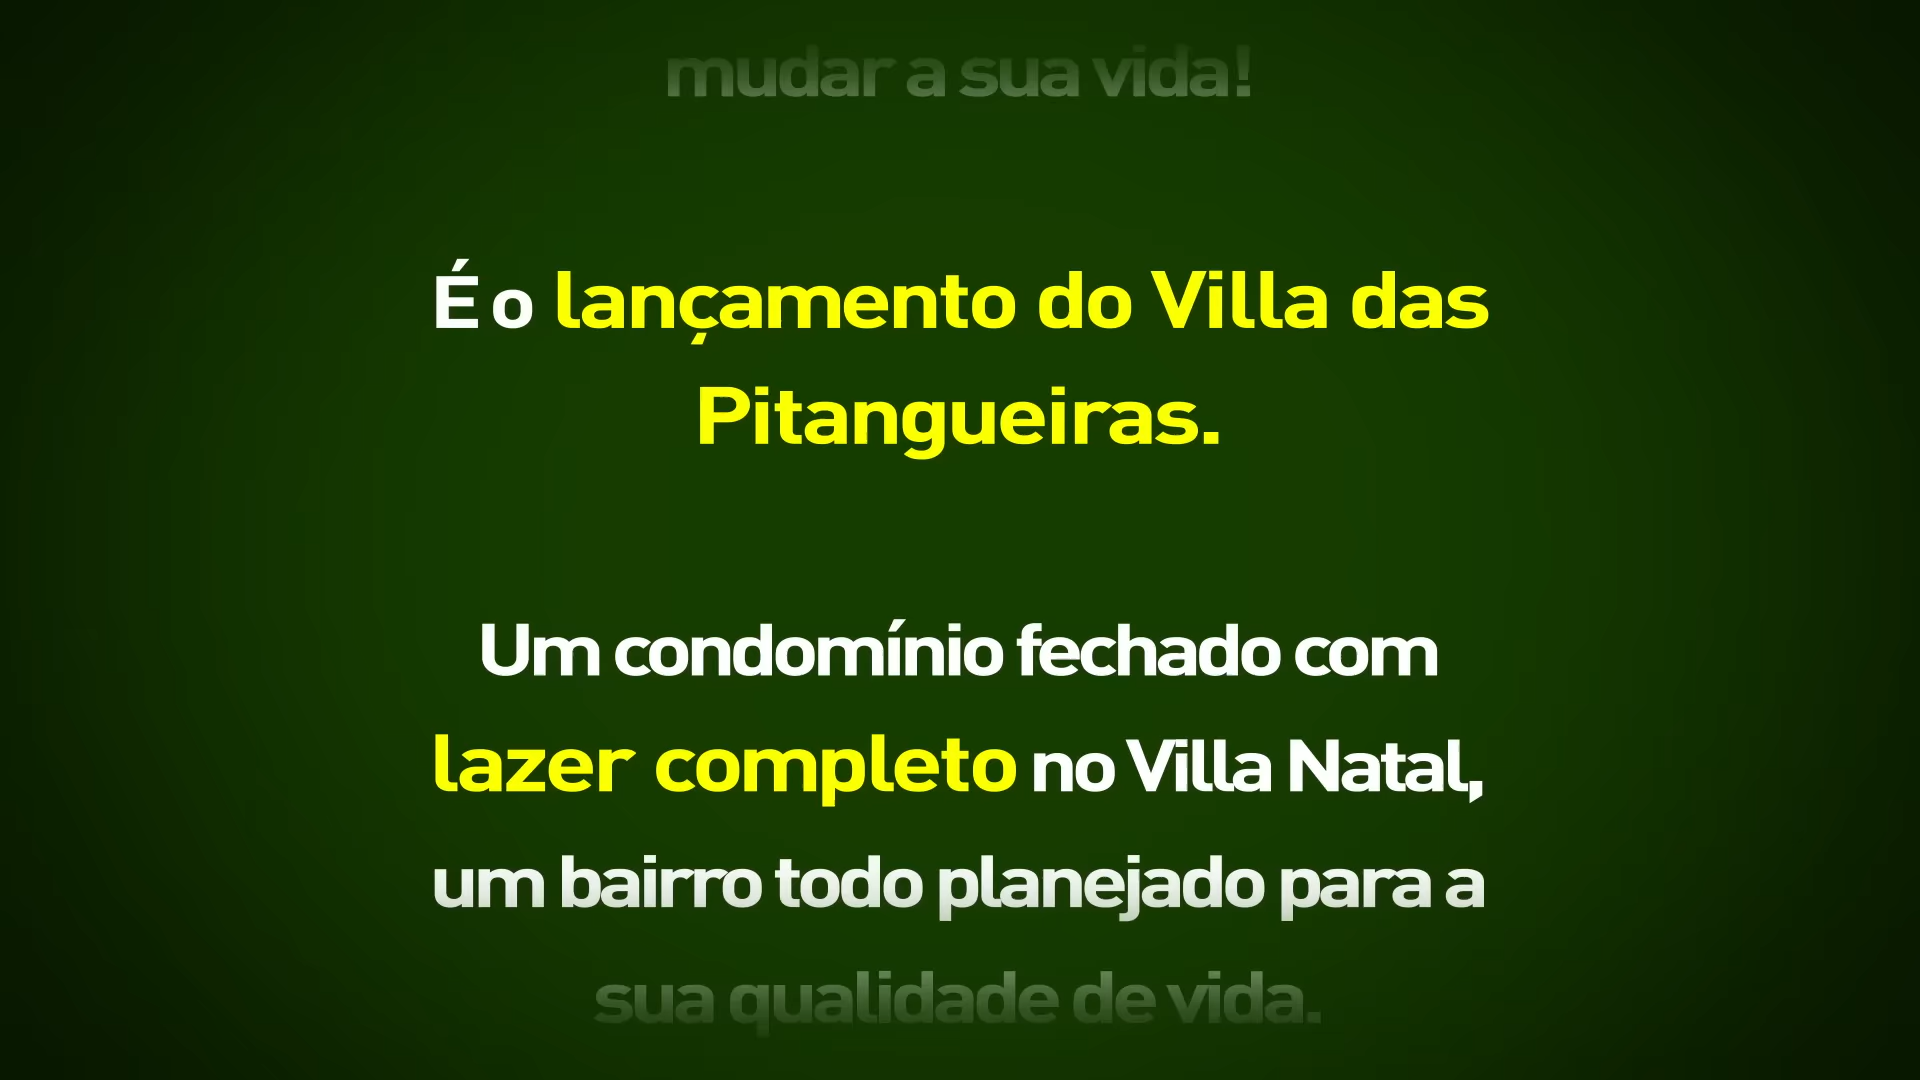 mudar a sua vida!
É o lançamento do Villa das
Pitangueiras.
Um condomínio fechado com
lazer completo no Villa Natal,
um bairro todo planejado para a
sua qualidade de vida.